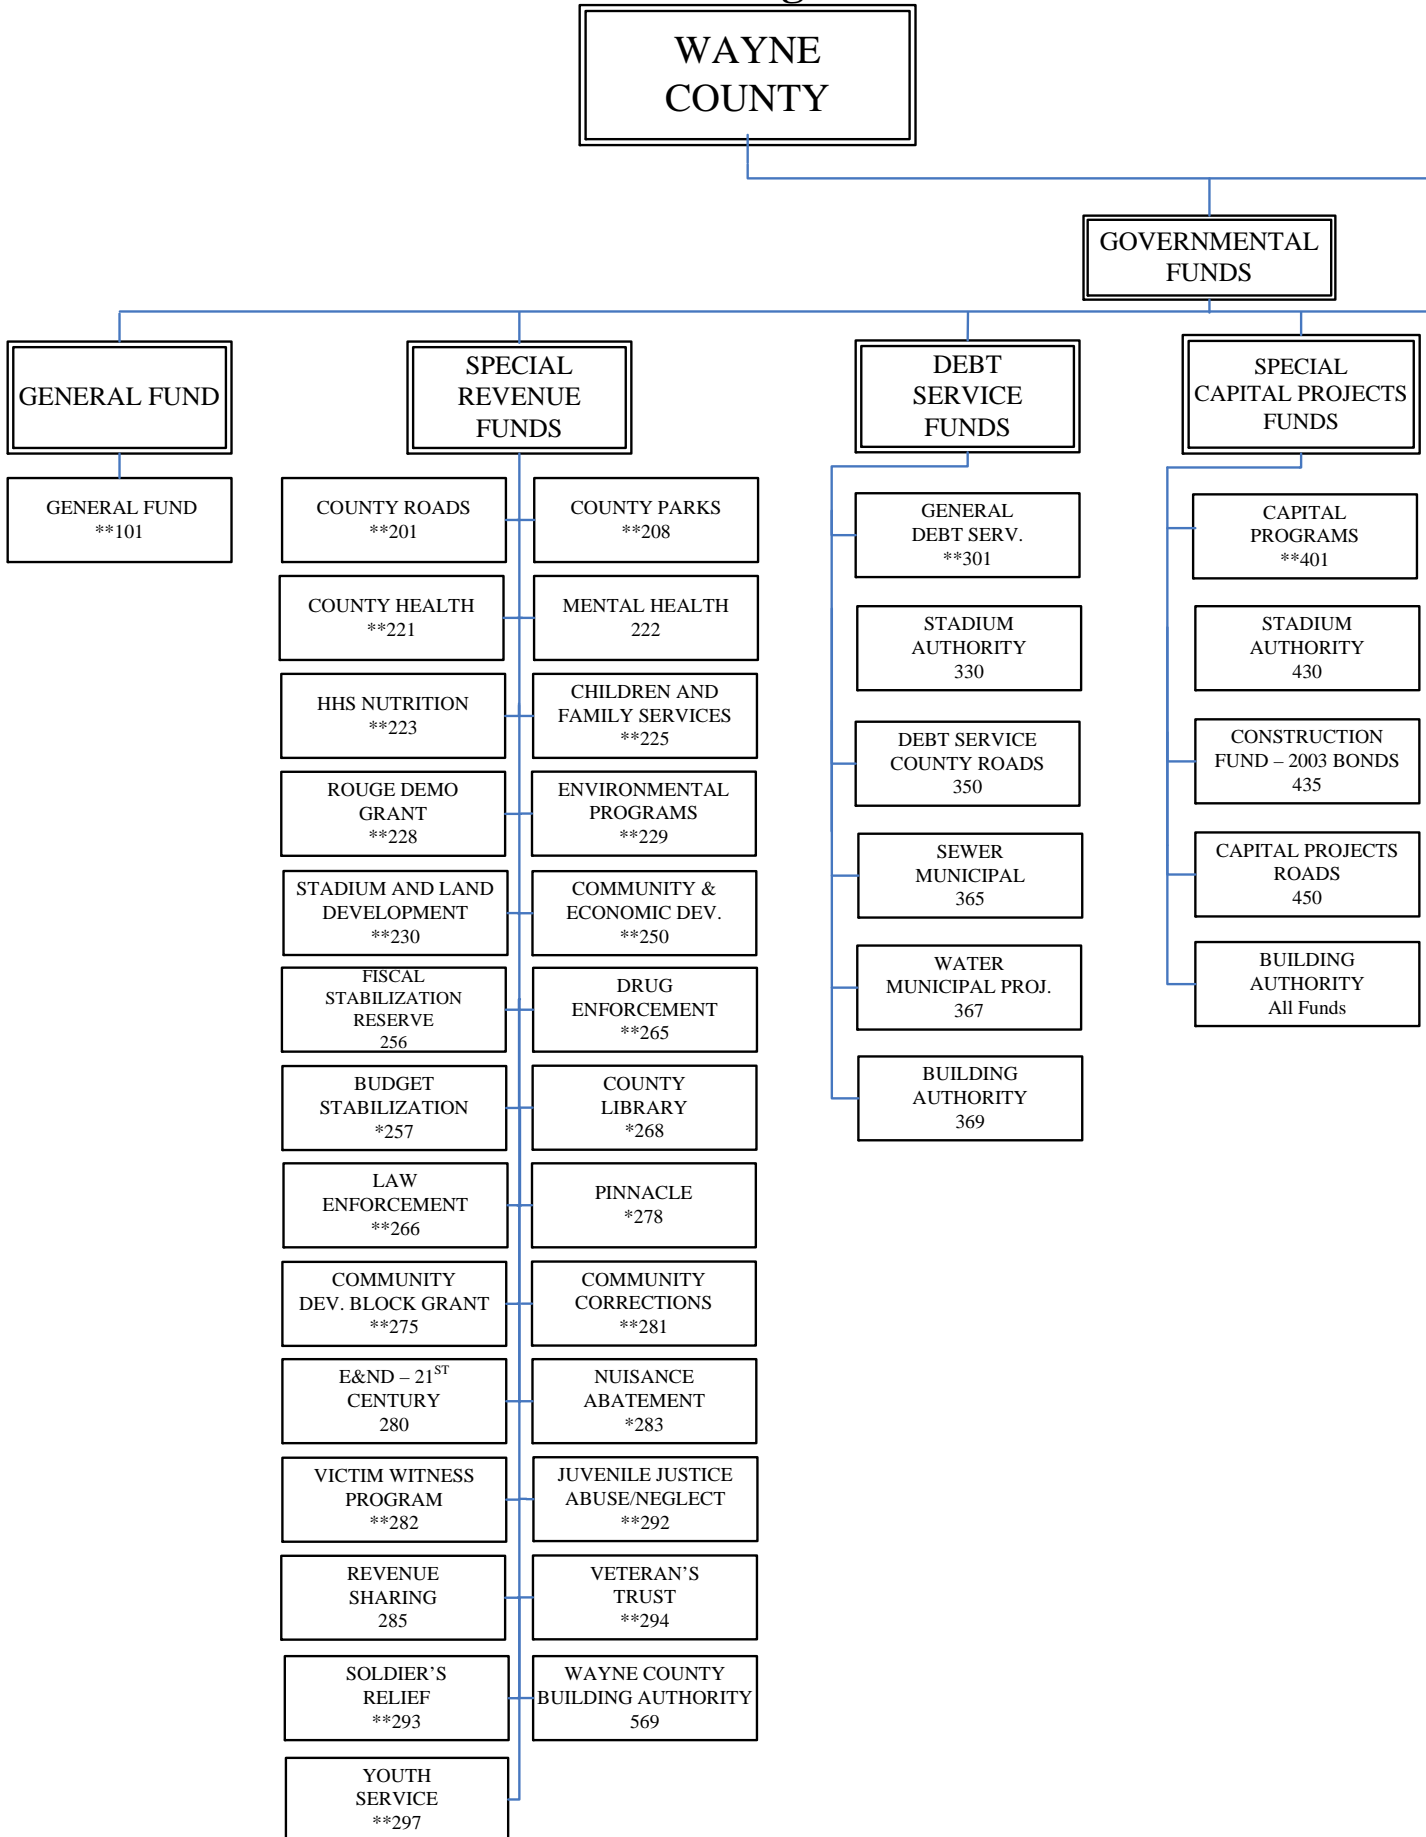 WAYNE
COUNTY
GOVERNMENTAL
FUNDS
GENERAL FUND
SPECIAL
REVENUE
FUNDS
DEBT
SERVICE
FUNDS
SPECIAL
CAPITAL PROJECTS
FUNDS
GENERAL FUND
**101
COUNTY ROADS
**201
COUNTY PARKS
**208
COUNTY HEALTH
**221
MENTAL HEALTH
222
HHS NUTRITION
**223
CHILDREN AND
FAMILY SERVICES
**225
ROUGE DEMO
GRANT
**228
ENVIRONMENTAL
PROGRAMS
**229
STADIUM AND LAND
DEVELOPMENT
**230
COMMUNITY &
ECONOMIC DEV.
**250
FISCAL
STABILIZATION
RESERVE
256
DRUG
ENFORCEMENT
**265
BUDGET
STABILIZATION
*257
COUNTY
LIBRARY
*268
LAW
ENFORCEMENT
**266
PINNACLE
*278
COMMUNITY
DEV. BLOCK GRANT
**275
COMMUNITY
CORRECTIONS
**281
E&ND – 21ST
CENTURY
280
NUISANCE
ABATEMENT
*283
VICTIM WITNESS
PROGRAM
**282
JUVENILE JUSTICE
ABUSE/NEGLECT
**292
REVENUE
SHARING
285
VETERAN'S
TRUST
**294
SOLDIER'S
RELIEF
**293
WAYNE COUNTY
BUILDING AUTHORITY
569
YOUTH
SERVICE
**297
GENERAL
DEBT SERV.
**301
STADIUM
AUTHORITY
330
DEBT SERVICE
COUNTY ROADS
350
SEWER
MUNICIPAL
365
WATER
MUNICIPAL PROJ.
367
BUILDING
AUTHORITY
369
CAPITAL
PROGRAMS
**401
STADIUM
AUTHORITY
430
CONSTRUCTION
FUND – 2003 BONDS
435
CAPITAL PROJECTS
ROADS
450
BUILDING
AUTHORITY
All Funds